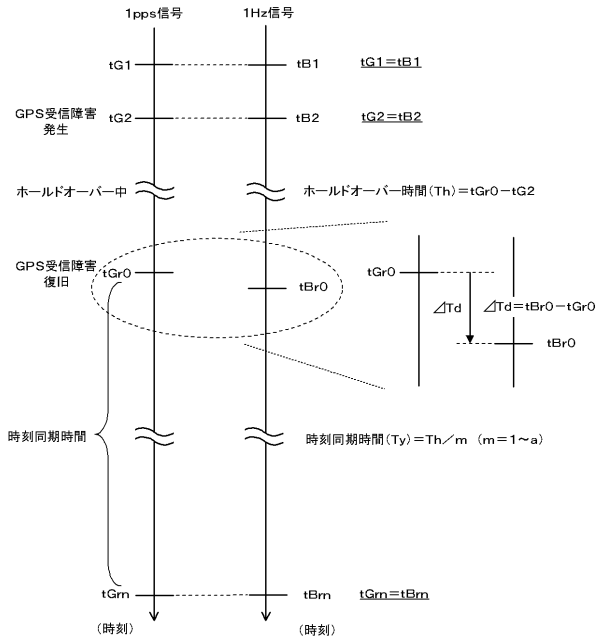 1pps信号 1Hz信号
tG1 tB1 tG1=tB1
GPS受信障害
発生
tG2 tB2 tG2=tB2
ホールドオーバー中 ホールドオーバー時間(Th)=tGr0-tG2
GPS受信障害
復旧
tGr0 tBr0
tGr0
⊿Td ⊿Td=tBr0-tGr0
tBr0
時刻同期時間 時刻同期時間(Ty)=Th/m (m=1~a)
tGrn tBrn tGrn=tBrn
(時刻) (時刻)